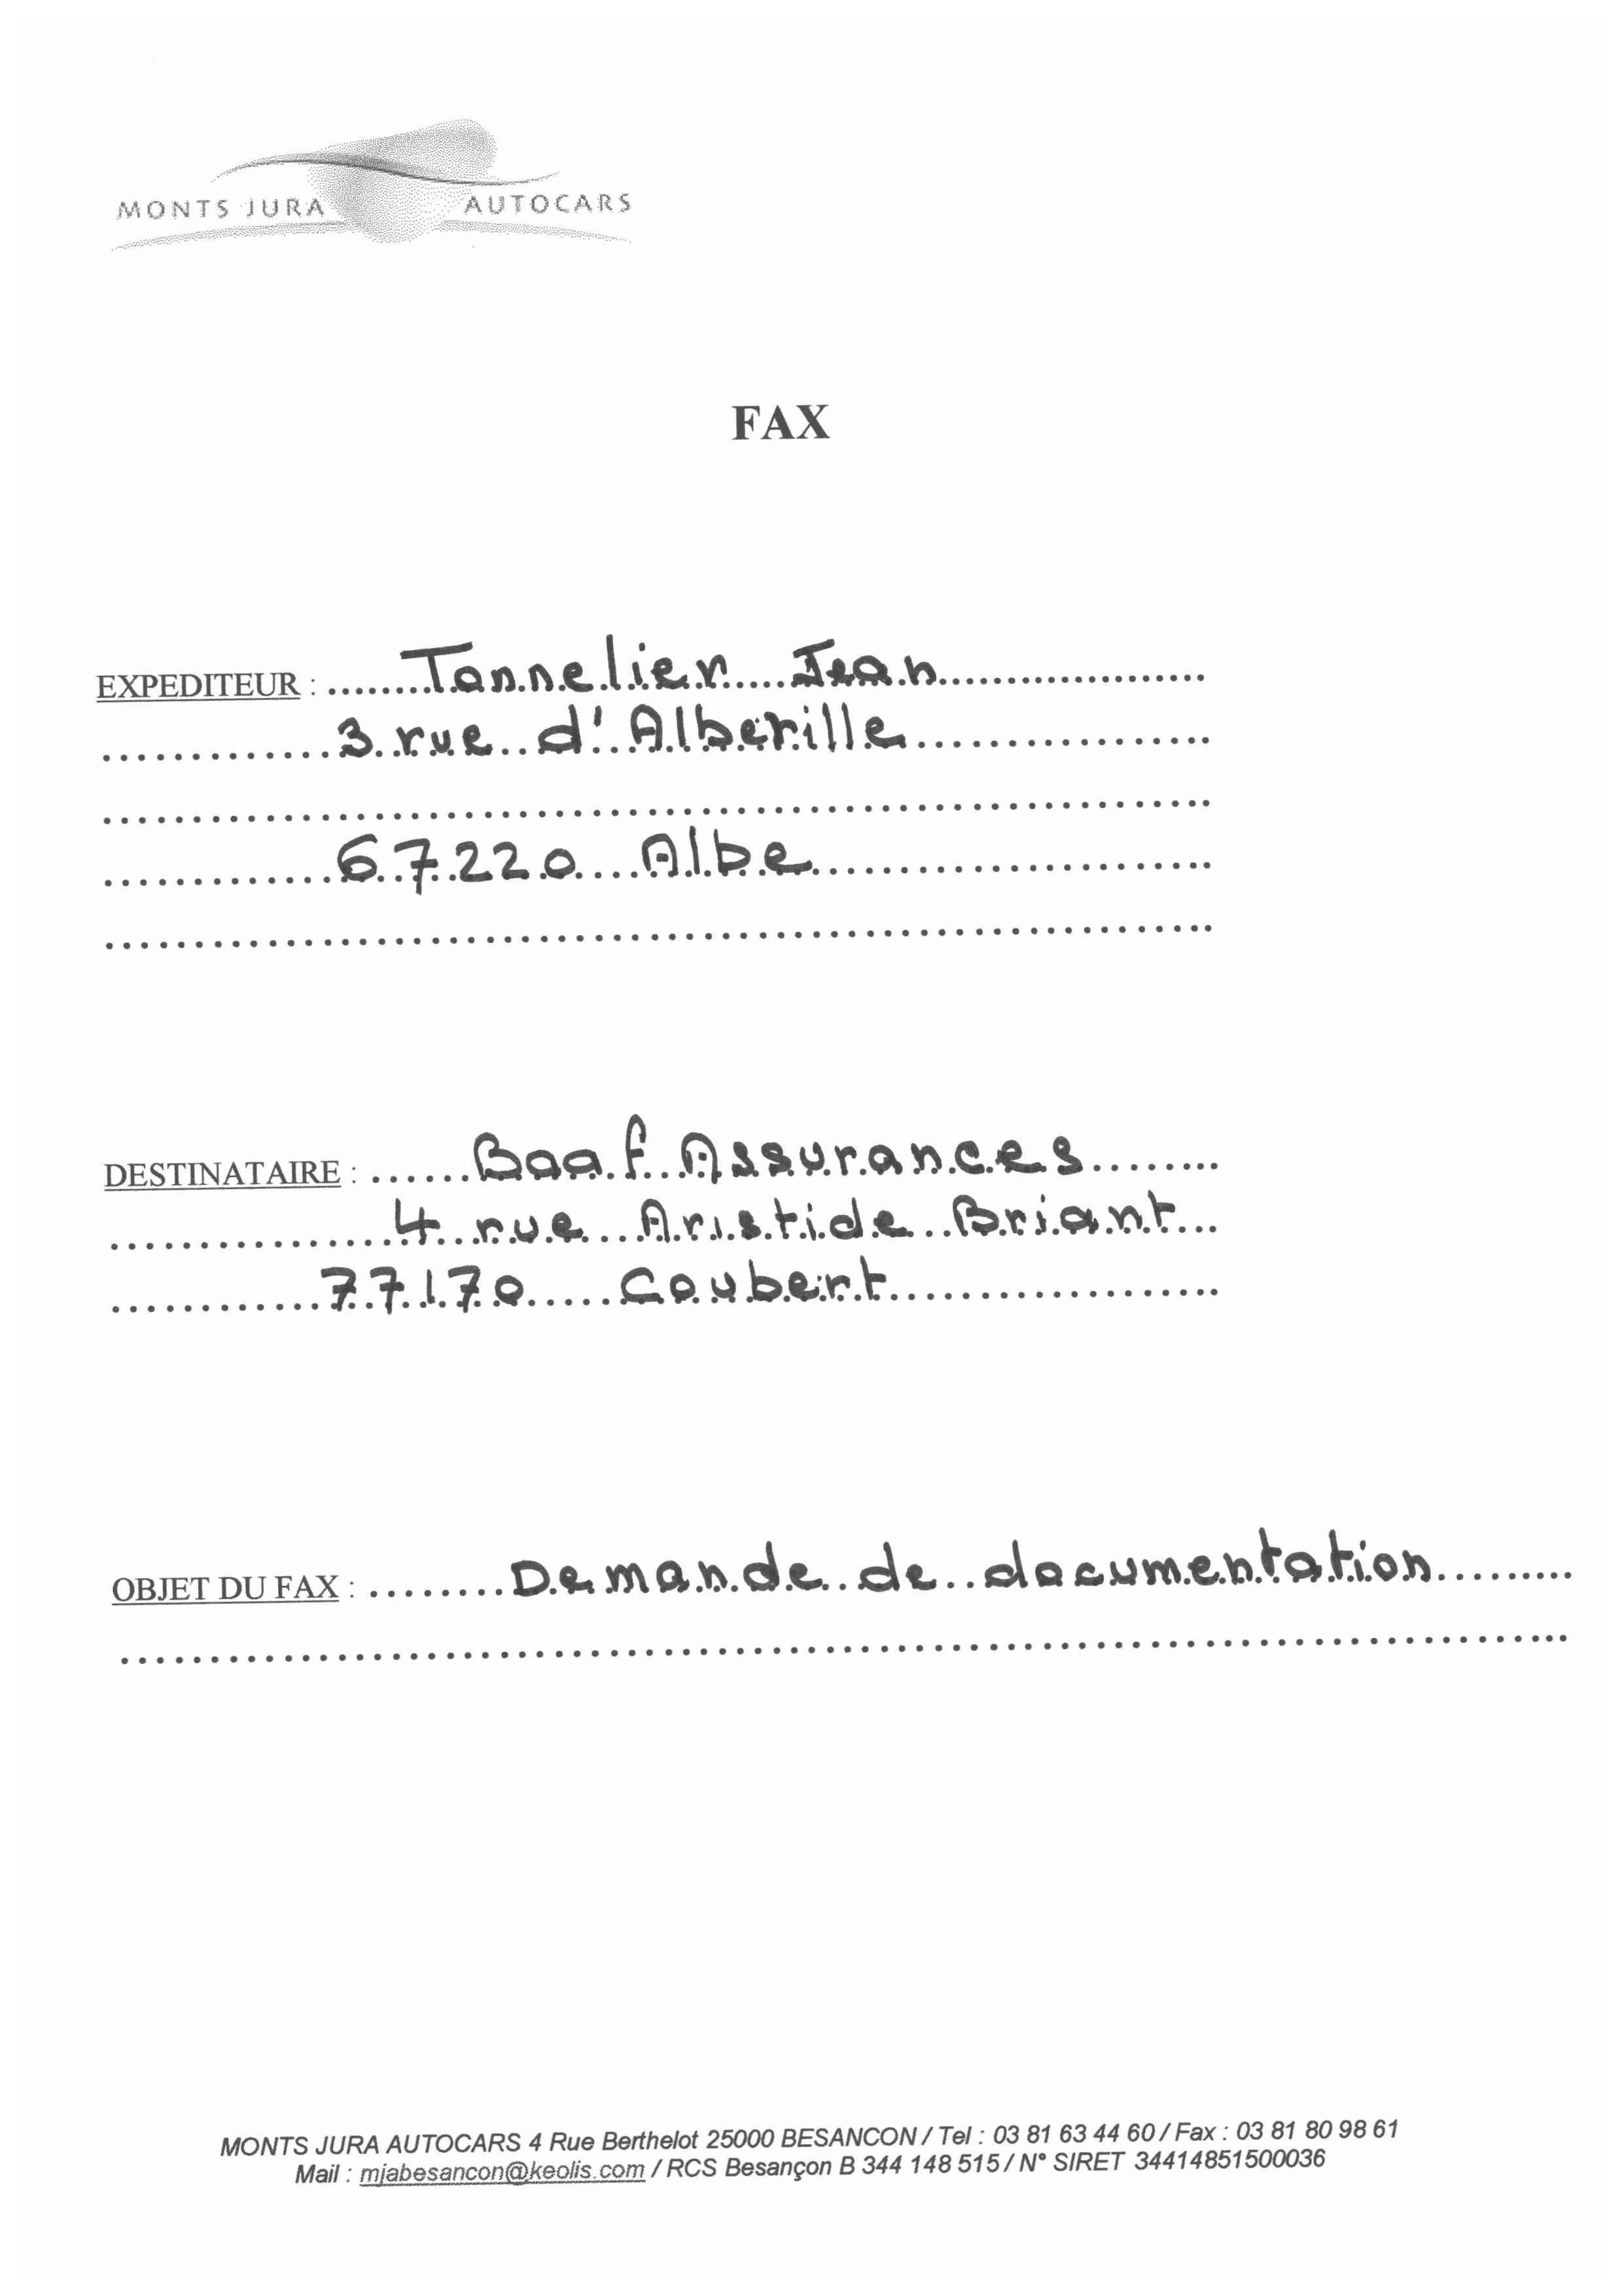 MONTS JURA AUTOCARS
FAX
EXPEDITEUR : Tonnelier Jean
3 rue d'Alberille
67220 Albe
DESTINATAIRE : Baaf Assurances
4 rue Aristide Briant
77170 Coubert
OBJET DU FAX : Demande de documentation
MONTS JURA AUTOCARS 4 Rue Berthelot 25000 BESANCON / Tel : 03 81 63 44 60 / Fax : 03 81 80 98 61
Mail : mjabesancon@keolis.com / RCS Besançon B 344 148 515 / N° SIRET 34414851500036